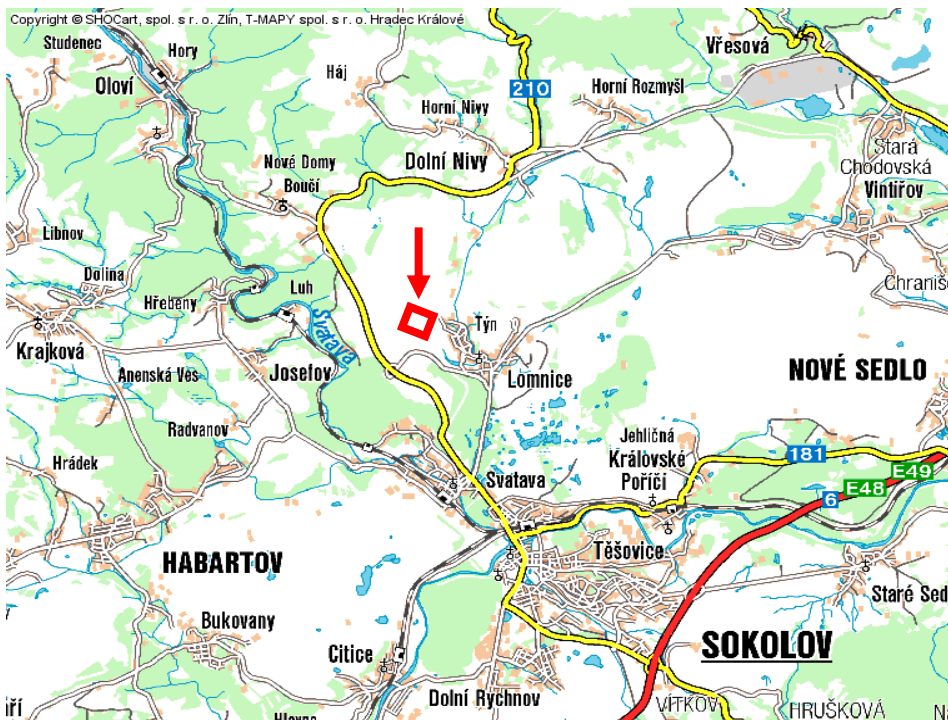 Copyright © SHOCart, spol. s r. o. Zlín, T-MAPY spol. s r. o. Hradec Králové
Studenec
Hory
Vřesová
Oloví
Háj
210
Horní Rozmyšl
Horní Nivy
Dolní Nivy
Stará
Chodovská
Nové Domy
Boučí
Vintířov
Libnov
Dolina
Luh
Hřebeny
Chraniš
Svatava
Týn
Krajková
Anenská Ves
Josefov
Lomnice
NOVÉ SEDLO
Radvanov
Jehličná
Královské
Poříčí
181
Hrádek
Svatava
E49
E48
6
HABARTOV
Těšovice
Staré Sed
Bukovany
SOKOLOV
Citice
Dolní Rychnov
VÍTKOV
HRUŠKOVÁ